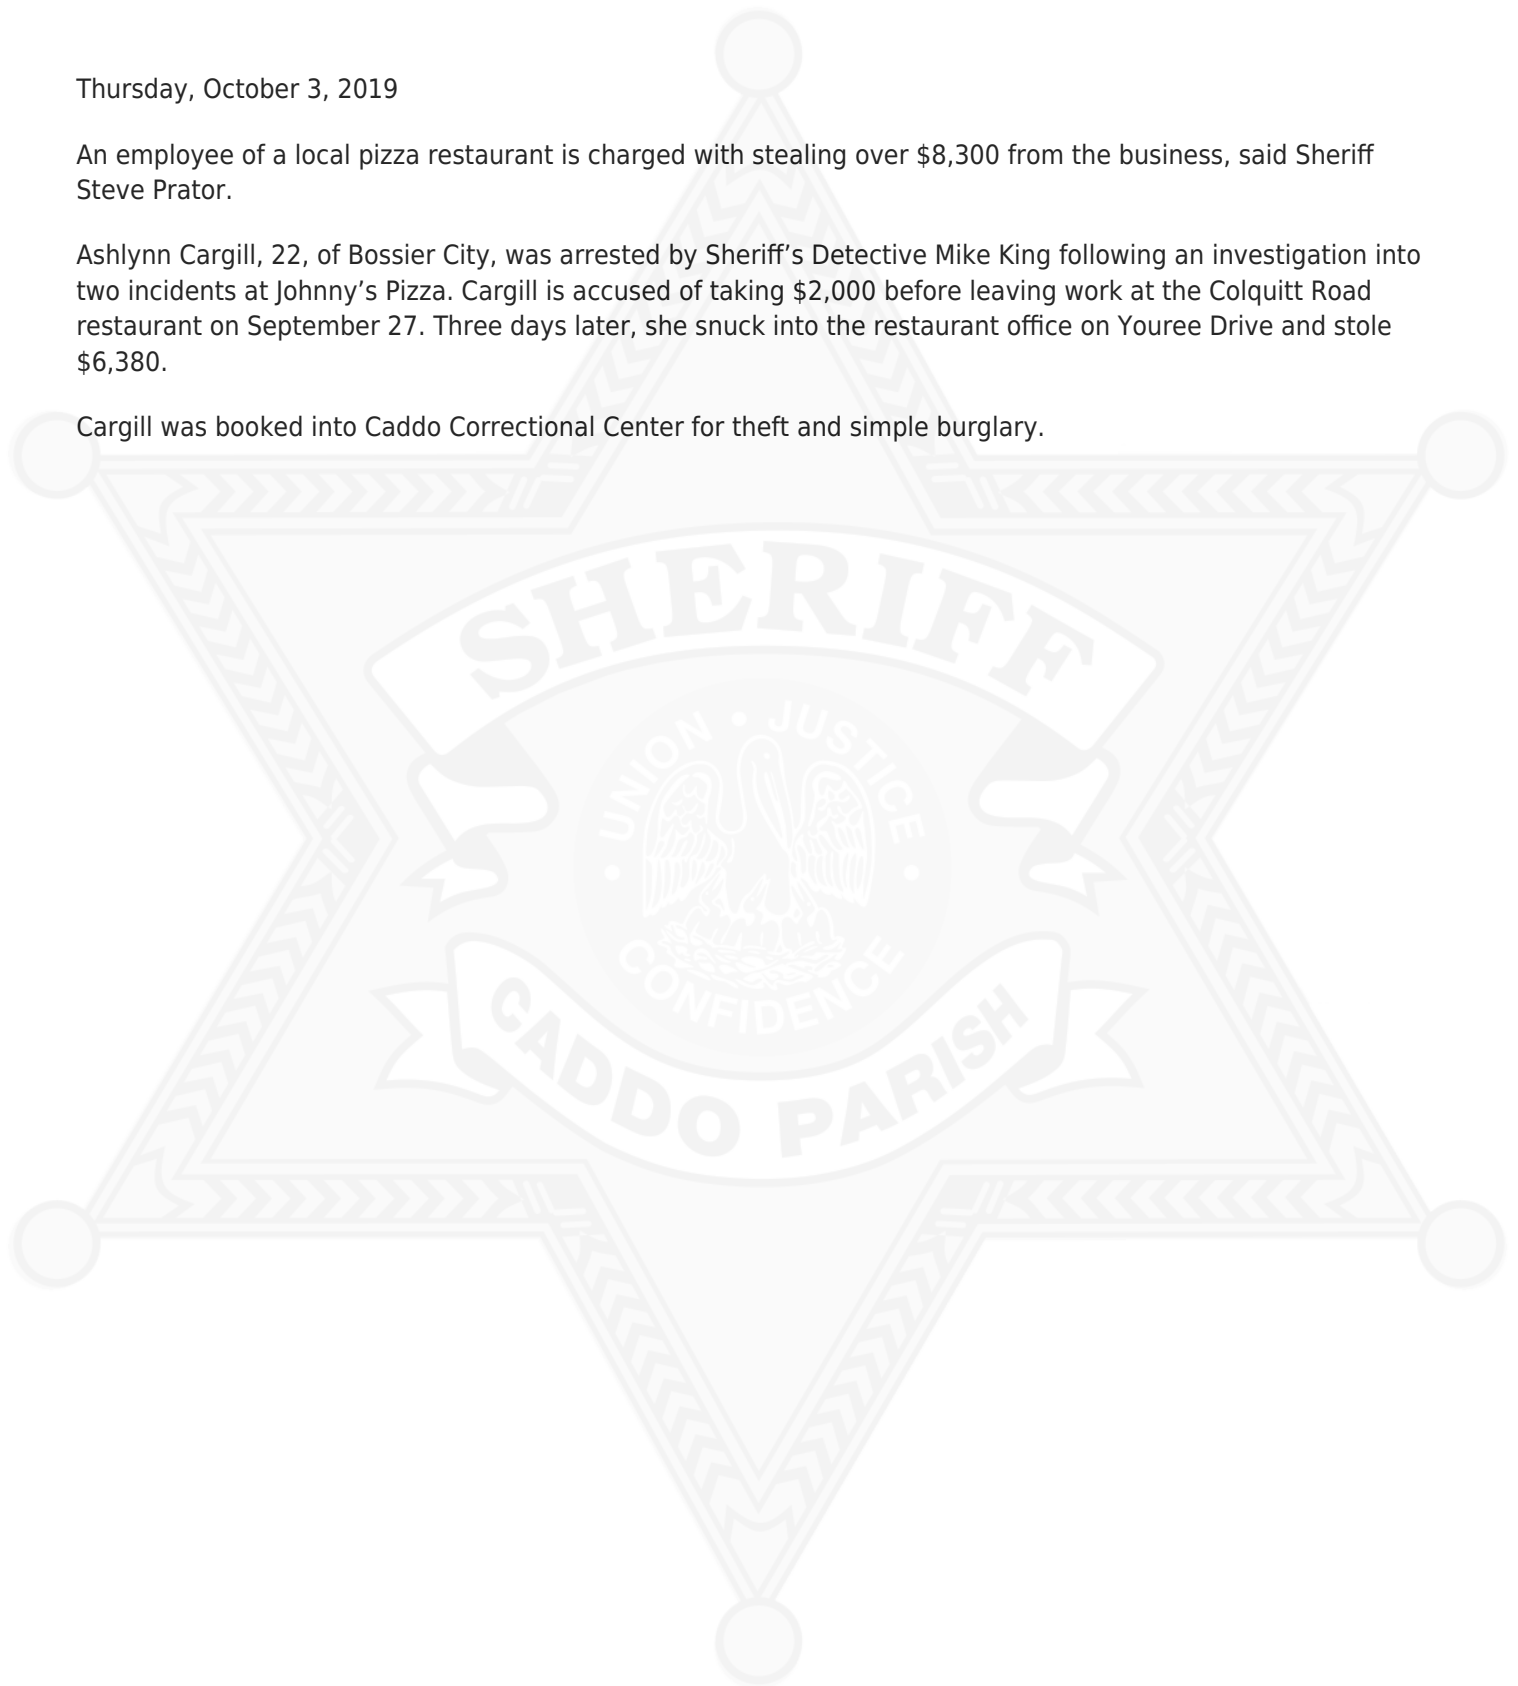 Thursday, October 3, 2019
An employee of a local pizza restaurant is charged with stealing over $8,300 from the business, said Sheriff
Steve Prator.
Ashlynn Cargill, 22, of Bossier City, was arrested by Sheriff’s Detective Mike King following an investigation into
two incidents at Johnny’s Pizza. Cargill is accused of taking $2,000 before leaving work at the Colquitt Road
restaurant on September 27. Three days later, she snuck into the restaurant office on Youree Drive and stole
$6,380.
Cargill was booked into Caddo Correctional Center for theft and simple burglary.
SHERIFF
UNION • JUSTICE
• CONFIDENCE •
CADDO PARISH